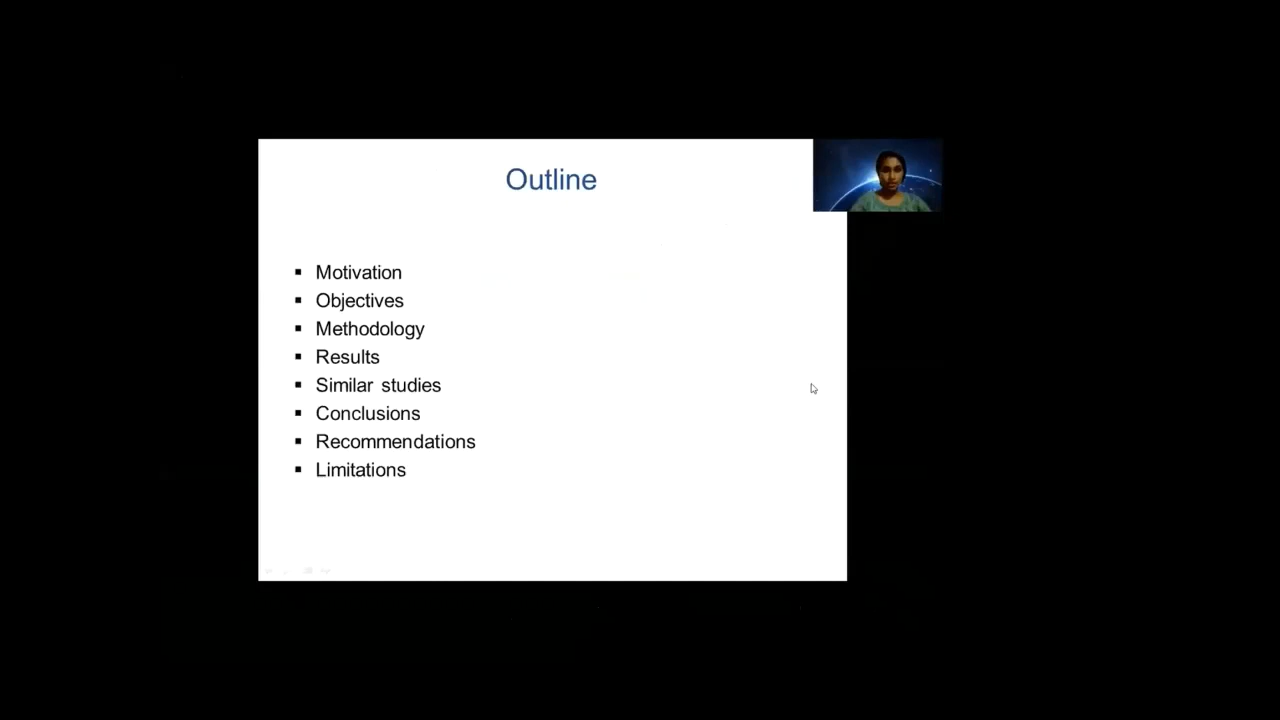 Outline
▪ Motivation
▪ Objectives
▪ Methodology
▪ Results
▪ Similar studies
▪ Conclusions
▪ Recommendations
▪ Limitations